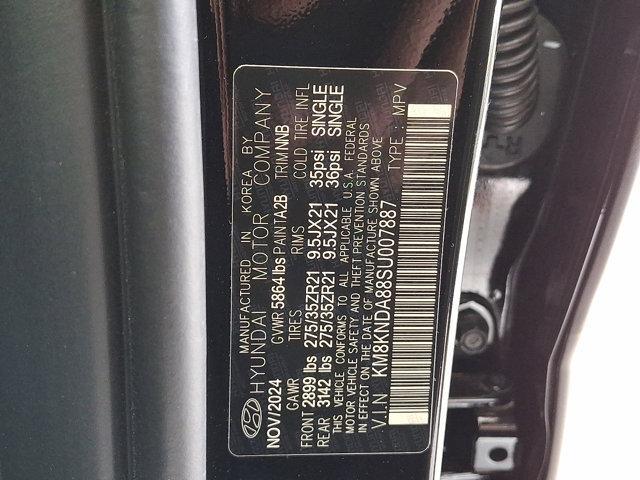 MANUFACTURED IN KOREA BY
HYUNDAI MOTOR COMPANY
NOV/2024 GVWR 5864 lbs PAINT A2B TRIM NNB
GAWR TIRES RIMS COLD TIRE INFL
FRONT 2899 lbs 275/35ZR21 9.5JX21 35psi SINGLE
REAR 3142 lbs 275/35ZR21 9.5JX21 36psi SINGLE
THIS VEHICLE CONFORMS TO ALL APPLICABLE U.S.A. FEDERAL
MOTOR VEHICLE SAFETY AND THEFT PREVENTION STANDARDS
IN EFFECT ON THE DATE OF MANUFACTURE SHOWN ABOVE
V.I.N KM8KNDA88SU007887 TYPE : MPV